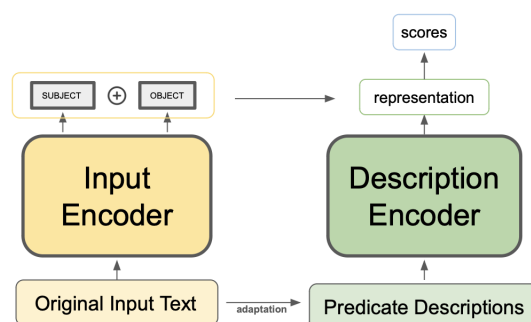 scores
SUBJECT
OBJECT
representation
Input
Encoder
Description
Encoder
Original Input Text
adaptation
Predicate Descriptions